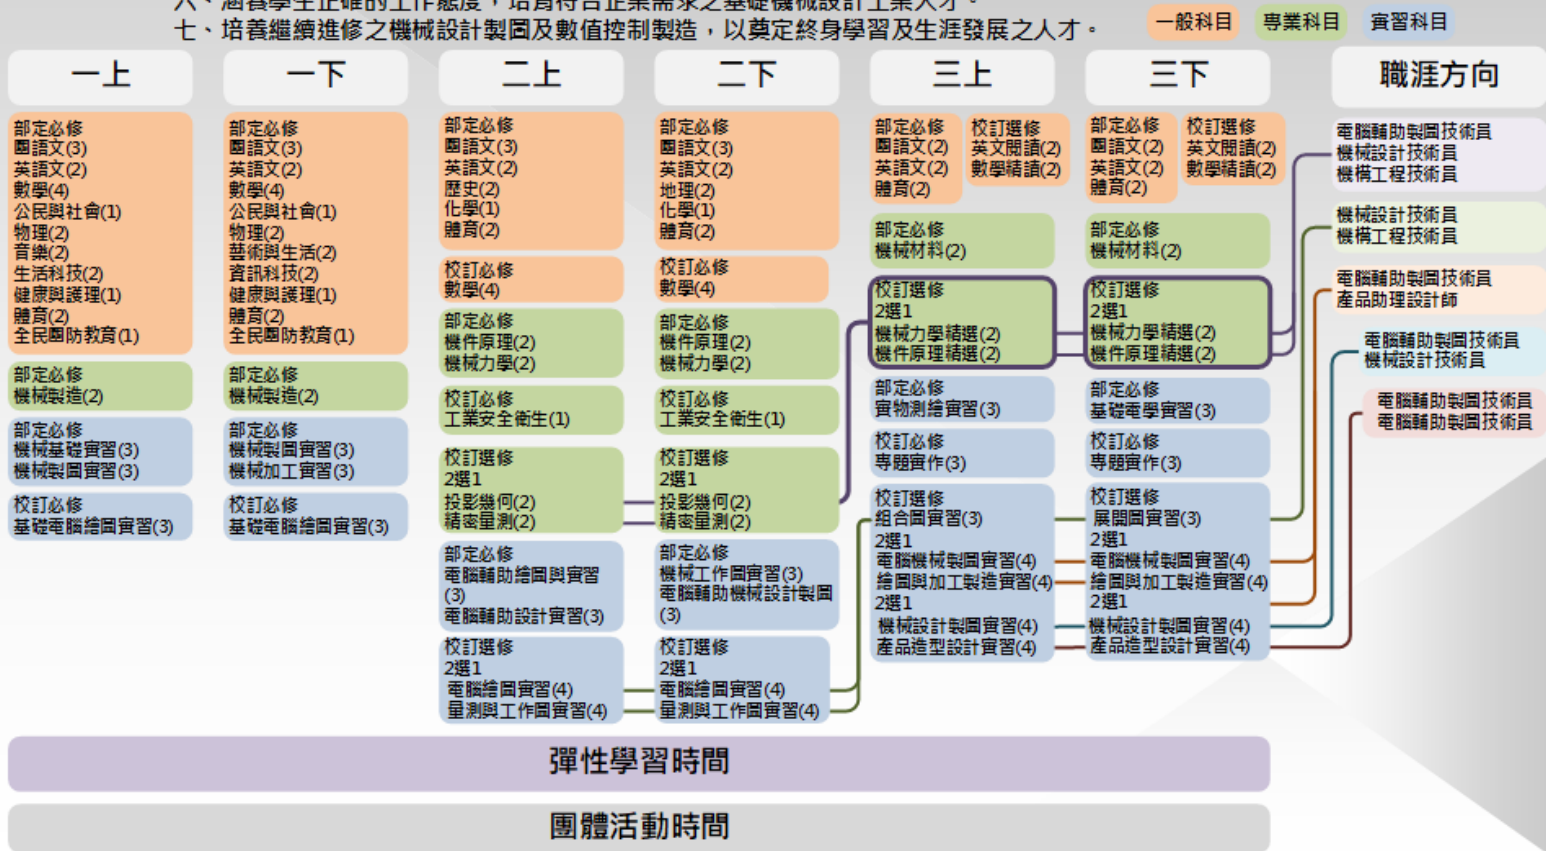 六、涵養學生正確的工作態度，培育符合企業需求之基礎機械設計工業人才。
七、培養繼續進修之機械設計製圖及數值控制製造，以奠定終身學習及生涯發展之人才。
一般科目
專業科目
實習科目
一上
一下
二上
二下
三上
三下
職涯方向
部定必修
國語文(3)
英語文(2)
數學(4)
公民與社會(1)
物理(2)
音樂(2)
生活科技(2)
健康與護理(1)
體育(2)
全民國防教育(1)
部定必修
機械製造(2)
部定必修
機械基礎實習(3)
機械製圖實習(3)
校訂必修
基礎電腦繪圖實習(3)
部定必修
國語文(3)
英語文(2)
數學(4)
公民與社會(1)
物理(2)
藝術與生活(2)
資訊科技(2)
健康與護理(1)
體育(2)
全民國防教育(1)
部定必修
機械製造(2)
部定必修
機械製圖實習(3)
機械加工實習(3)
校訂必修
基礎電腦繪圖實習(3)
部定必修
國語文(3)
英語文(2)
歷史(2)
化學(1)
體育(2)
校訂必修
數學(4)
部定必修
機件原理(2)
機械力學(2)
校訂必修
工業安全衛生(1)
校訂選修
2選1
投影幾何(2)
精密量測(2)
部定必修
電腦輔助繪圖與實習
(3)
電腦輔助設計實習(3)
校訂選修
2選1
電腦繪圖實習(4)
量測與工作圖實習(4)
部定必修
國語文(3)
英語文(2)
地理(2)
化學(1)
體育(2)
校訂必修
數學(4)
部定必修
機件原理(2)
機械力學(2)
校訂必修
工業安全衛生(1)
校訂選修
2選1
投影幾何(2)
精密量測(2)
部定必修
機械工作圖實習(3)
電腦輔助機械設計製圖
(3)
校訂選修
2選1
電腦繪圖實習(4)
量測與工作圖實習(4)
部定必修
國語文(2)
英語文(2)
體育(2)
校訂選修
英文閱讀(2)
數學精讀(2)
部定必修
機械材料(2)
校訂選修
2選1
機械力學精選(2)
機件原理精選(2)
部定必修
實物測繪實習(3)
校訂必修
專題實作(3)
校訂選修
組合圖實習(3)
2選1
電腦機械製圖實習(4)
繪圖與加工製造實習(4)
2選1
機械設計製圖實習(4)
產品造型設計實習(4)
部定必修
國語文(2)
英語文(2)
體育(2)
校訂選修
英文閱讀(2)
數學精讀(2)
部定必修
機械材料(2)
校訂選修
2選1
機械力學精選(2)
機件原理精選(2)
部定必修
基礎電學實習(3)
校訂必修
專題實作(3)
校訂選修
展開圖實習(3)
2選1
電腦機械製圖實習(4)
繪圖與加工製造實習(4)
2選1
機械設計製圖實習(4)
產品造型設計實習(4)
電腦輔助製圖技術員
機械設計技術員
機構工程技術員
機械設計技術員
機構工程技術員
電腦輔助製圖技術員
產品助理設計師
電腦輔助製圖技術員
機械設計技術員
電腦輔助製圖技術員
電腦輔助製圖技術員
彈性學習時間
團體活動時間